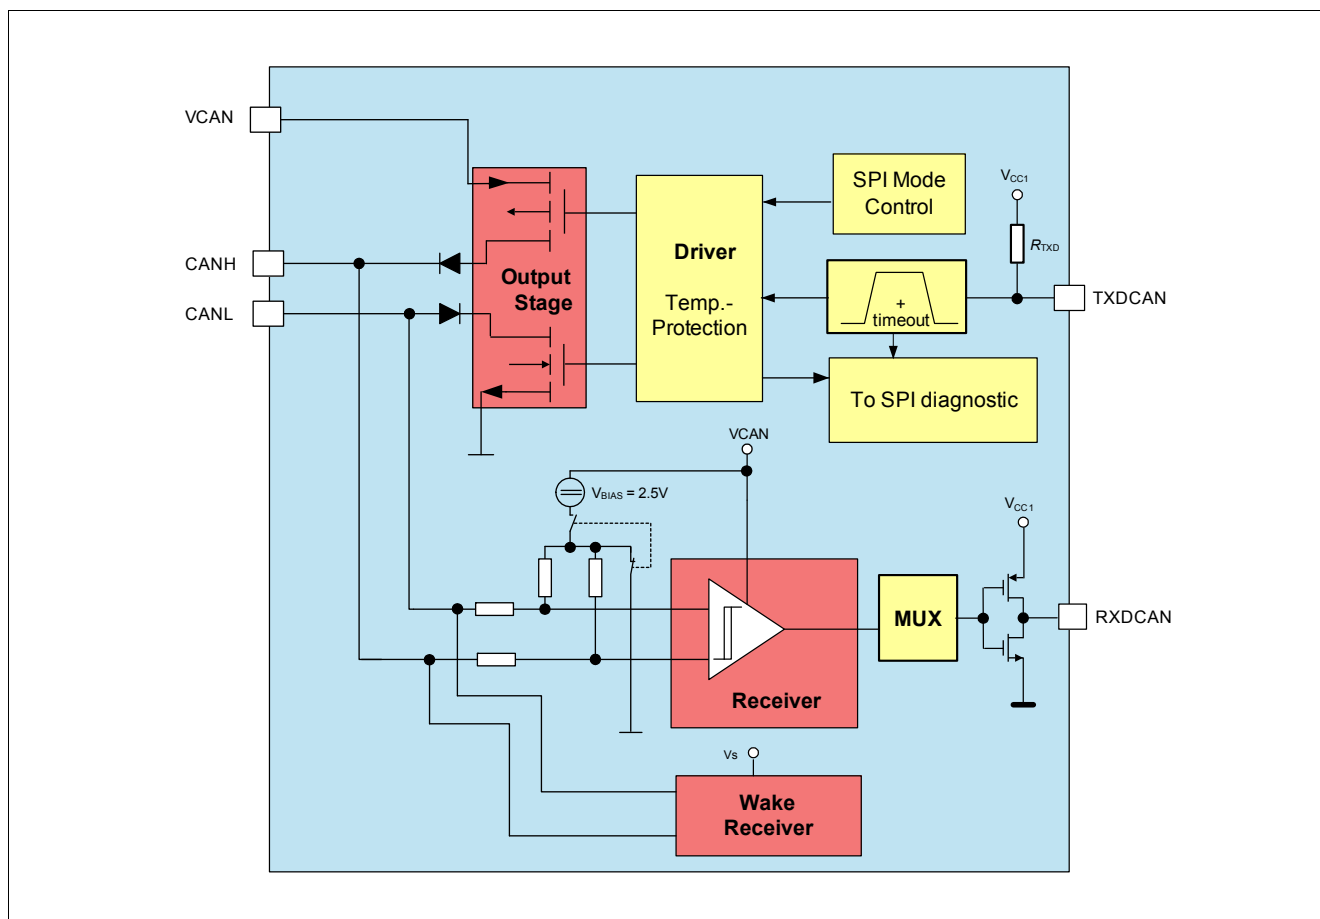 VCAN
SPI Mode
Control
VCC1
RTXD
CANH
Driver
Output
Stage
CANL
Temp.-
Protection
+
timeout
TXDCAN
To SPI diagnostic
VCAN
VBIAS = 2.5V
VCC1
MUX
RXDCAN
Receiver
Vs
Wake
Receiver